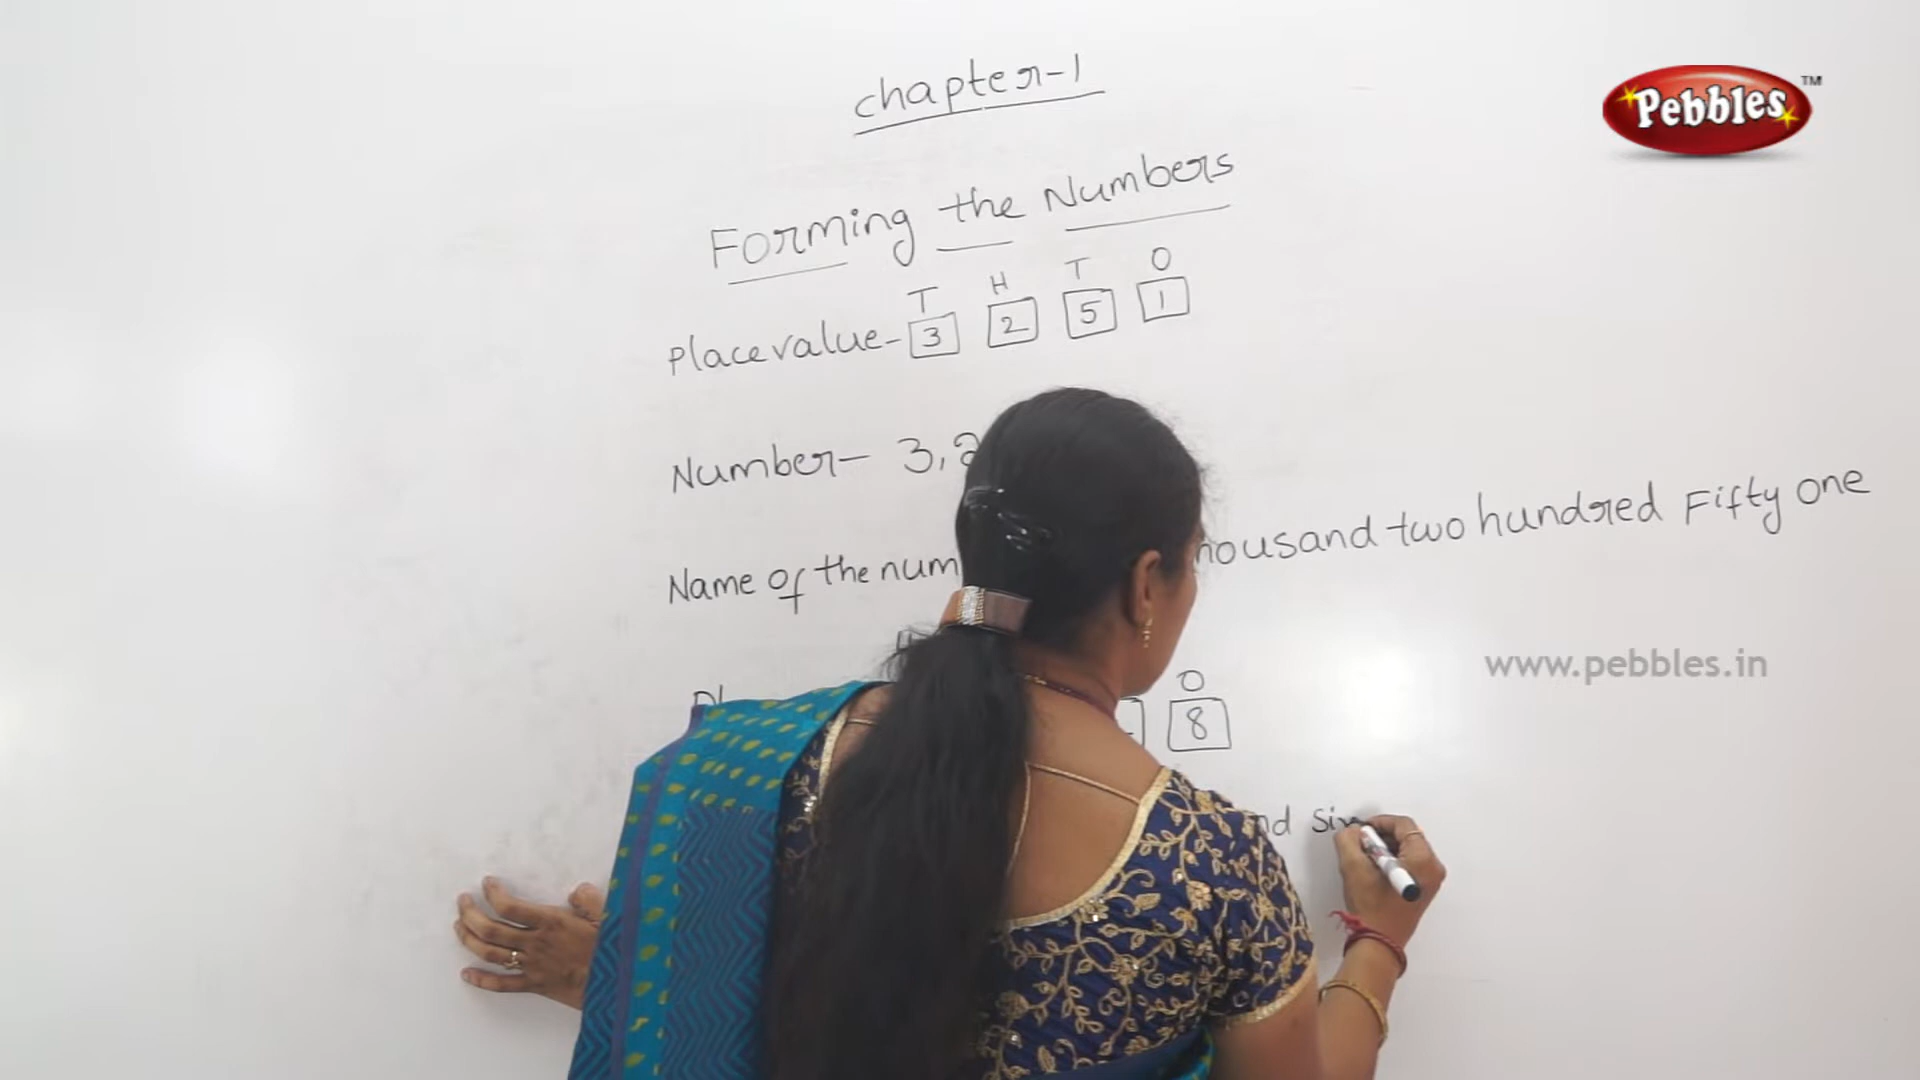 chapter-1
Pebbles™
Forming the Numbers
T H T O
Place value- 3 2 5 1
Number- 3,2
Name of the num housand two hundred Fifty one
www.pebbles.in
O
8
nd si